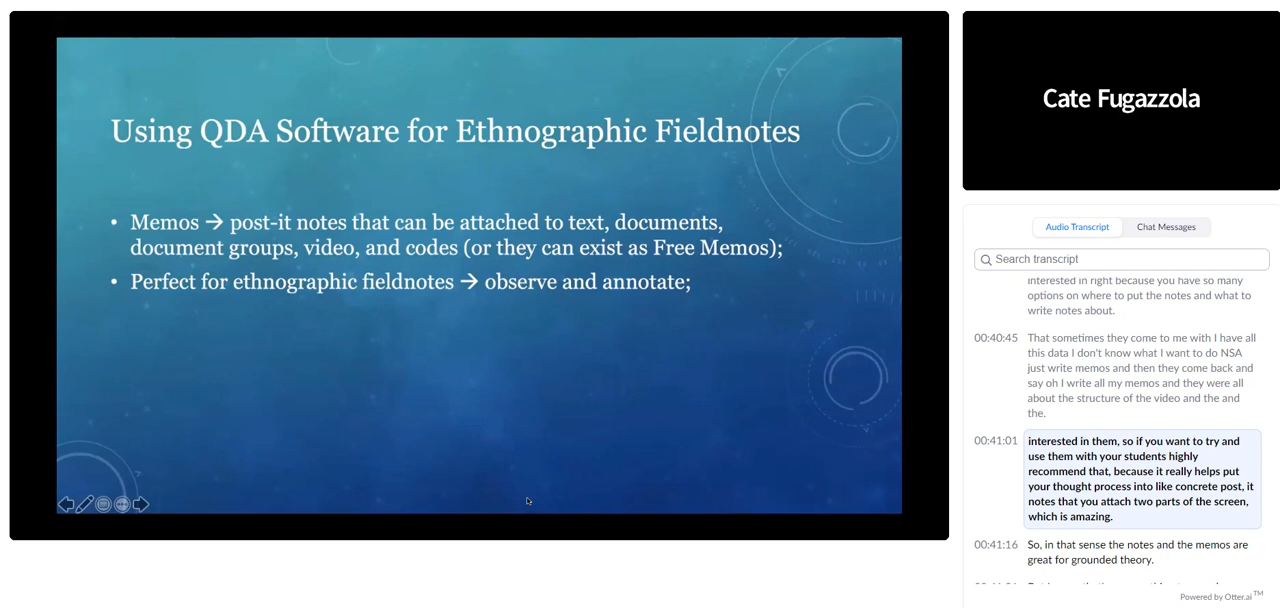 Using QDA Software for Ethnographic Fieldnotes
• Memos → post-it notes that can be attached to text, documents,
document groups, video, and codes (or they can exist as Free Memos);
• Perfect for ethnographic fieldnotes → observe and annotate;
Cate Fugazzola
Audio Transcript
Chat Messages
Search transcript
interested in right because you have so many
options on where to put the notes and what to
write notes about.
00:40:45 That sometimes they come to me with I have all
this data I don't know what I want to do NSA
just write memos and then they come back and
say oh I write all my memos and they were all
about the structure of the video and the and
the.
00:41:01 interested in them, so if you want to try and
use them with your students highly
recommend that, because it really helps put
your thought process into like concrete post, it
notes that you attach two parts of the screen,
which is amazing.
00:41:16 So, in that sense the notes and the memos are
great for grounded theory.
Powered by Otter.ai TM